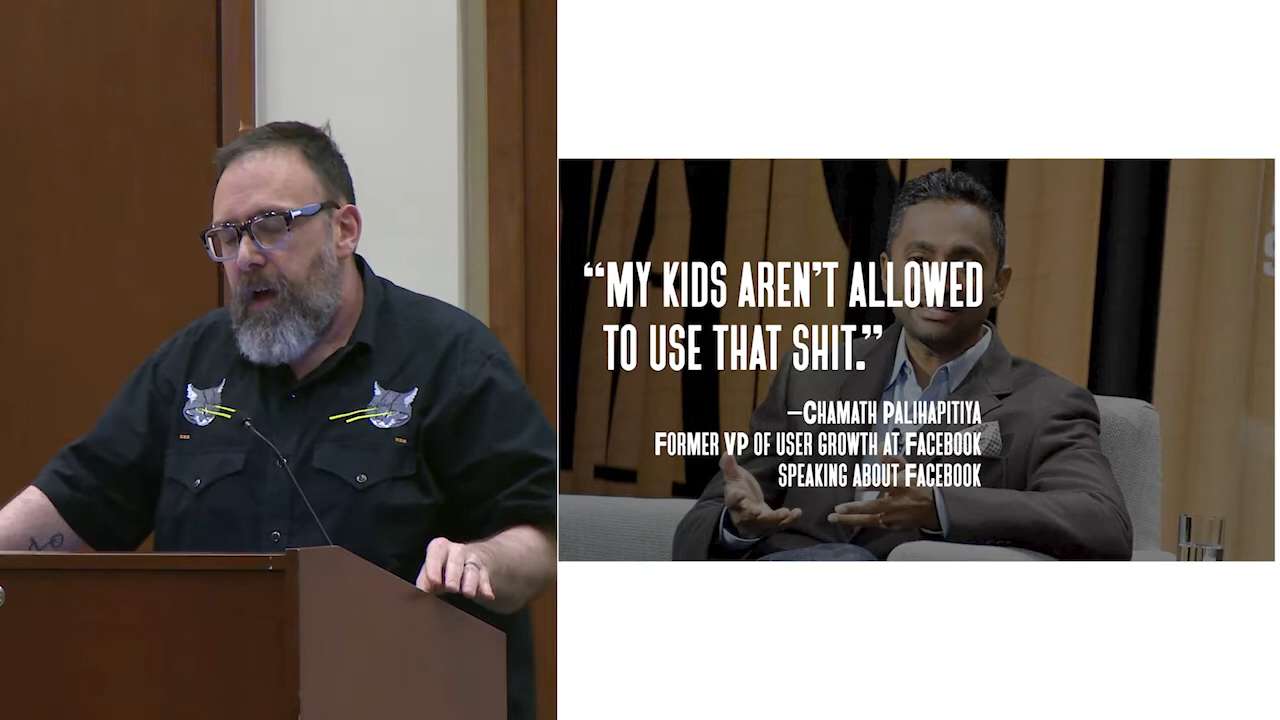 “MY KIDS AREN’T ALLOWED
TO USE THAT SHIT.”
—CHAMATH PALIHAPITIYA
FORMER VP OF USER GROWTH AT FACEBOOK
SPEAKING ABOUT FACEBOOK